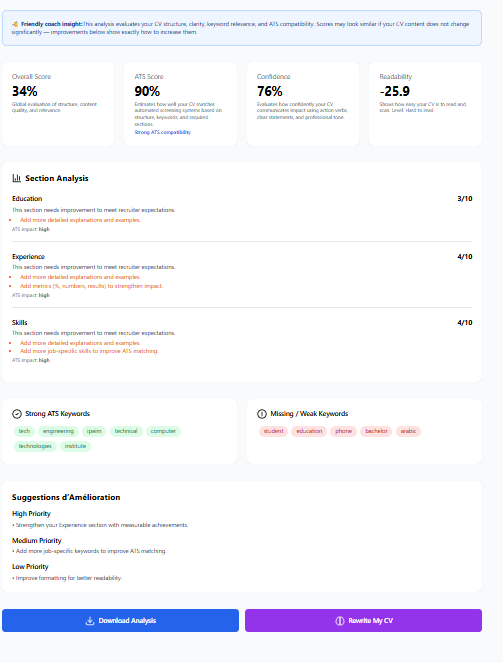 Friendly coach insight:This analysis evaluates your CV structure, clarity, keyword relevance, and ATS compatibility. Scores may look similar if your CV content does not change
significantly — improvements below show exactly how to increase them.
Overall Score
34%
Global evaluation of structure, content
quality, and relevance.
ATS Score
90%
Estimates how well your CV matches
automated screening systems based on
structure, keywords, and required
sections.
Strong ATS compatibility
Confidence
76%
Evaluates how confidently your CV
communicates impact using action verbs,
clear statements, and professional tone.
Readability
-25.9
Shows how easy your CV is to read and
scan. Level: Hard to read
Section Analysis
Education 3/10
This section needs improvement to meet recruiter expectations.
• Add more detailed explanations and examples.
ATS impact: high
Experience 4/10
This section needs improvement to meet recruiter expectations.
• Add more detailed explanations and examples.
• Add metrics (%, numbers, results) to strengthen impact.
ATS impact: high
Skills 4/10
This section needs improvement to meet recruiter expectations.
• Add more detailed explanations and examples.
• Add more job-specific skills to improve ATS matching.
ATS impact: high
Strong ATS Keywords
tech engineering ipeim technical computer
technologies institute
Missing / Weak Keywords
student education phone bachelor arabic
Suggestions d'Amélioration
High Priority
• Strengthen your Experience section with measurable achievements.
Medium Priority
• Add more job-specific keywords to improve ATS matching.
Low Priority
• Improve formatting for better readability.
Download Analysis
Rewrite My CV